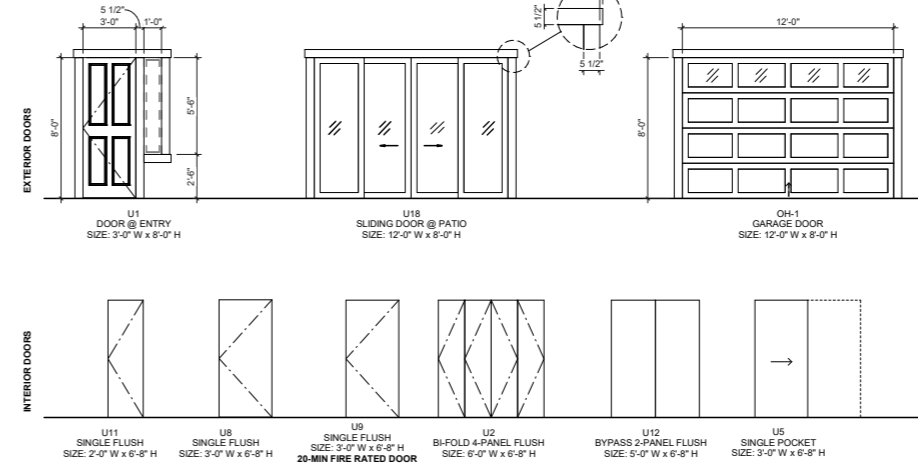 5 1/2"
3'-0"
1'-0"
8'-0"
5'-6"
2'-6"
5 1/2"
5 1/2"
12'-0"
8'-0"
EXTERIOR DOORS
U1
DOOR @ ENTRY
SIZE: 3'-0" W x 8'-0" H
U18
SLIDING DOOR @ PATIO
SIZE: 12'-0" W x 8'-0" H
OH-1
GARAGE DOOR
SIZE: 12'-0" W x 8'-0" H
INTERIOR DOORS
U11
SINGLE FLUSH
SIZE: 2'-0" W x 6'-8" H
U8
SINGLE FLUSH
SIZE: 3'-0" W x 6'-8" H
U9
SINGLE FLUSH
SIZE: 3'-0" W x 6'-8" H
20-MIN FIRE RATED DOOR
U2
BI-FOLD 4-PANEL FLUSH
SIZE: 6'-0" W x 6'-8" H
U12
BYPASS 2-PANEL FLUSH
SIZE: 5'-0" W x 6'-8" H
U5
SINGLE POCKET
SIZE: 3'-0" W x 6'-8" H